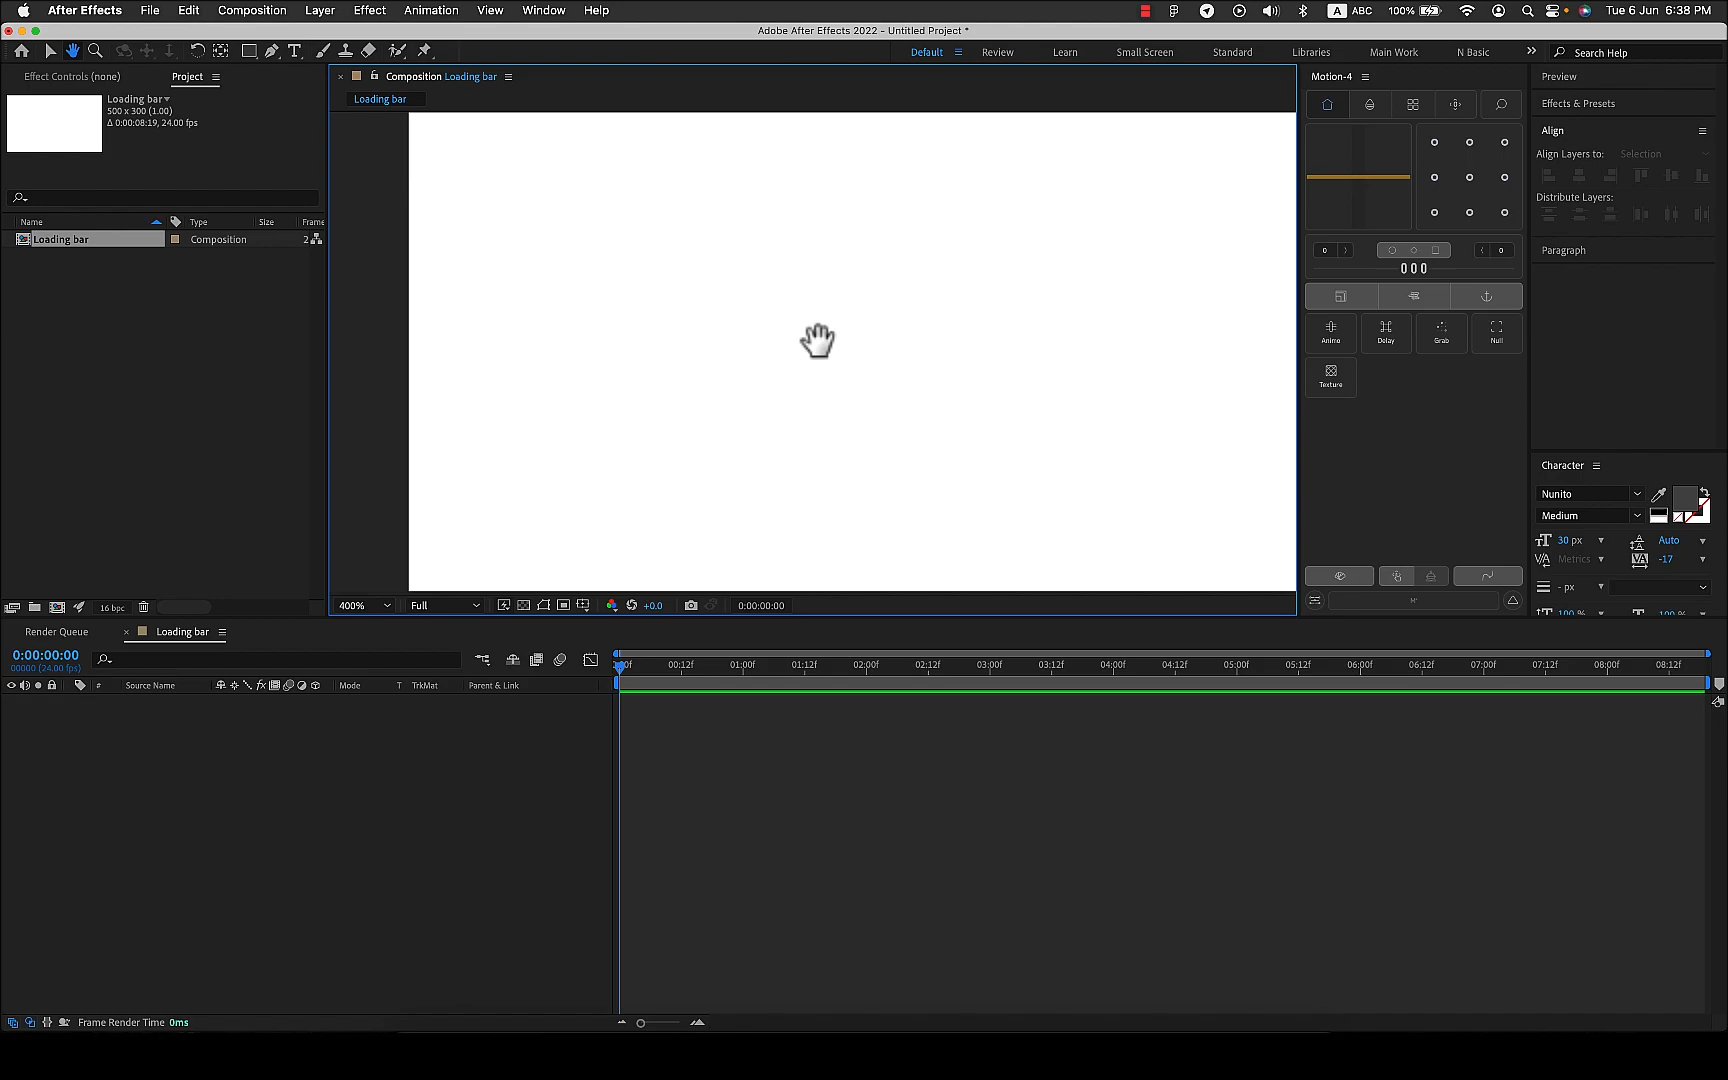 After Effects File Edit Composition Layer Effect Animation View Window Help A ABC 100% Tue 6 Jun 6:38 PM
Adobe After Effects 2022 - Untitled Project *
Default Review Learn Small Screen Standard Libraries Main Work N Basic Search Help
Effect Controls (none) Project
Composition Loading bar
Motion-4
Preview
Loading bar
500 x 300 (1.00)
Δ 0:00:08:19, 24.00 fps
Loading bar
Effects & Presets
Align
Align Layers to: Selection
Distribute Layers:
Name Type Size Frame
Loading bar Composition 2
0 0
Paragraph
Animo Delay Grab Null
Texture
Character
Nunito
Medium
30 px Auto
Metrics -17
- px
100 % 100 %
16 bpc
400% Full +0.0 0:00:00:00
Render Queue Loading bar
0:00:00:00
00000 (24.00 fps)
:00f 00:12f 01:00f 01:12f 02:00f 02:12f 03:00f 03:12f 04:00f 04:12f 05:00f 05:12f 06:00f 06:12f 07:00f 07:12f 08:00f 08:12f
# Source Name Mode T TrkMat Parent & Link
Frame Render Time 0ms